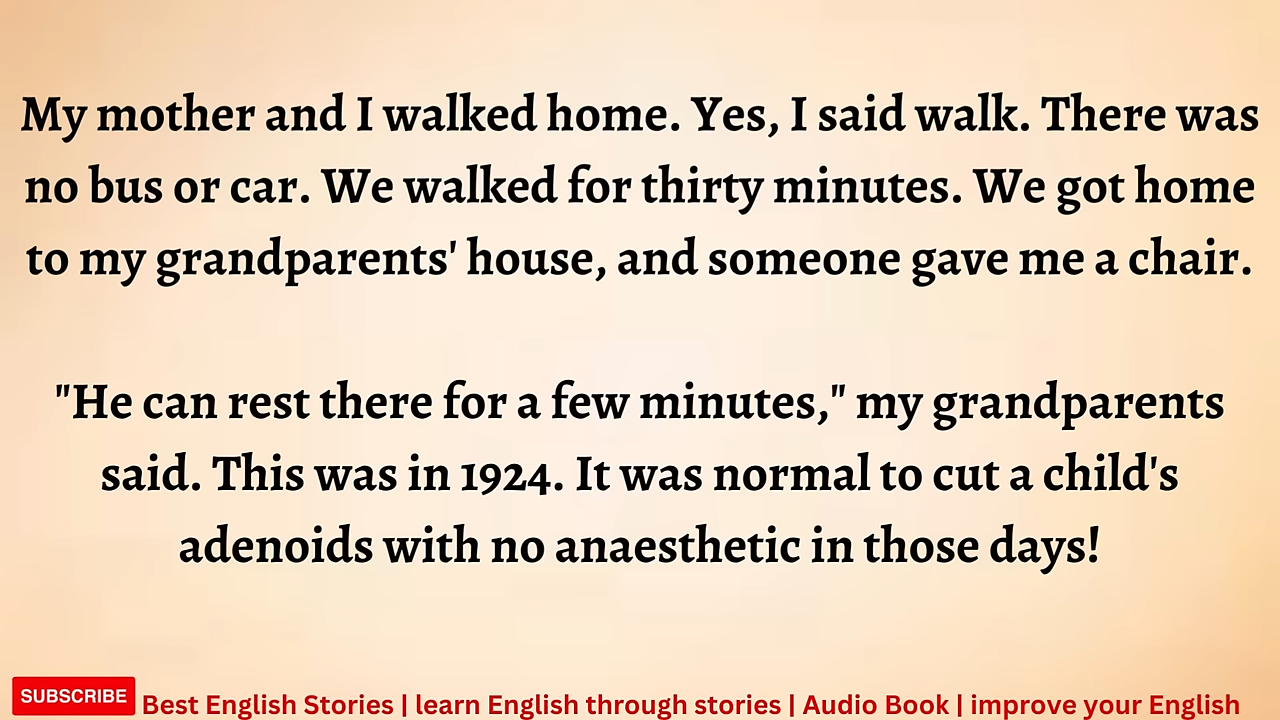 My mother and I walked home. Yes, I said walk. There was
no bus or car. We walked for thirty minutes. We got home
to my grandparents' house, and someone gave me a chair.
"He can rest there for a few minutes," my grandparents
said. This was in 1924. It was normal to cut a child's
adenoids with no anaesthetic in those days!
SUBSCRIBE Best English Stories | learn English through stories | Audio Book | improve your English